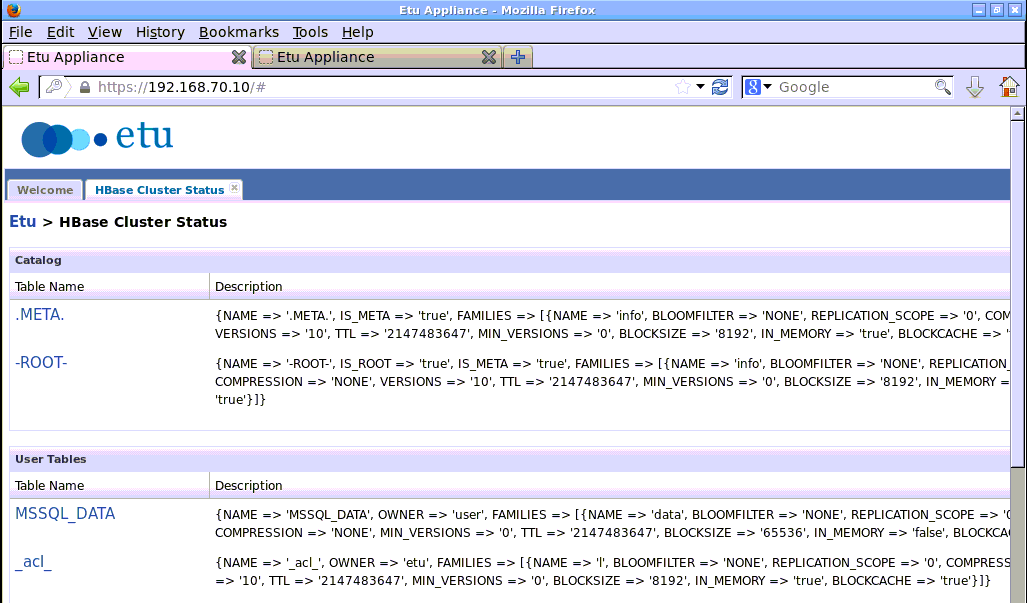 Etu Appliance - Mozilla Firefox
File Edit View History Bookmarks Tools Help
Etu Appliance Etu Appliance
https://192.168.70.10/# Google
etu
Welcome HBase Cluster Status
Etu > HBase Cluster Status
Catalog
Table Name Description
.META. {NAME => '.META.', IS_META => 'true', FAMILIES => [{NAME => 'info', BLOOMFILTER => 'NONE', REPLICATION_SCOPE => '0', COM
VERSIONS => '10', TTL => '2147483647', MIN_VERSIONS => '0', BLOCKSIZE => '8192', IN_MEMORY => 'true', BLOCKCACHE => '
-ROOT- {NAME => '-ROOT-', IS_ROOT => 'true', IS_META => 'true', FAMILIES => [{NAME => 'info', BLOOMFILTER => 'NONE', REPLICATION_
COMPRESSION => 'NONE', VERSIONS => '10', TTL => '2147483647', MIN_VERSIONS => '0', BLOCKSIZE => '8192', IN_MEMORY =
'true'}]}
User Tables
Table Name Description
MSSQL_DATA {NAME => 'MSSQL_DATA', OWNER => 'user', FAMILIES => [{NAME => 'data', BLOOMFILTER => 'NONE', REPLICATION_SCOPE => '0
COMPRESSION => 'NONE', MIN_VERSIONS => '0', TTL => '2147483647', BLOCKSIZE => '65536', IN_MEMORY => 'false', BLOCKCA
_acl_ {NAME => '_acl_', OWNER => 'etu', FAMILIES => [{NAME => 'l', BLOOMFILTER => 'NONE', REPLICATION_SCOPE => '0', COMPRESS
=> '10', TTL => '2147483647', MIN_VERSIONS => '0', BLOCKSIZE => '8192', IN_MEMORY => 'true', BLOCKCACHE => 'true'}]}